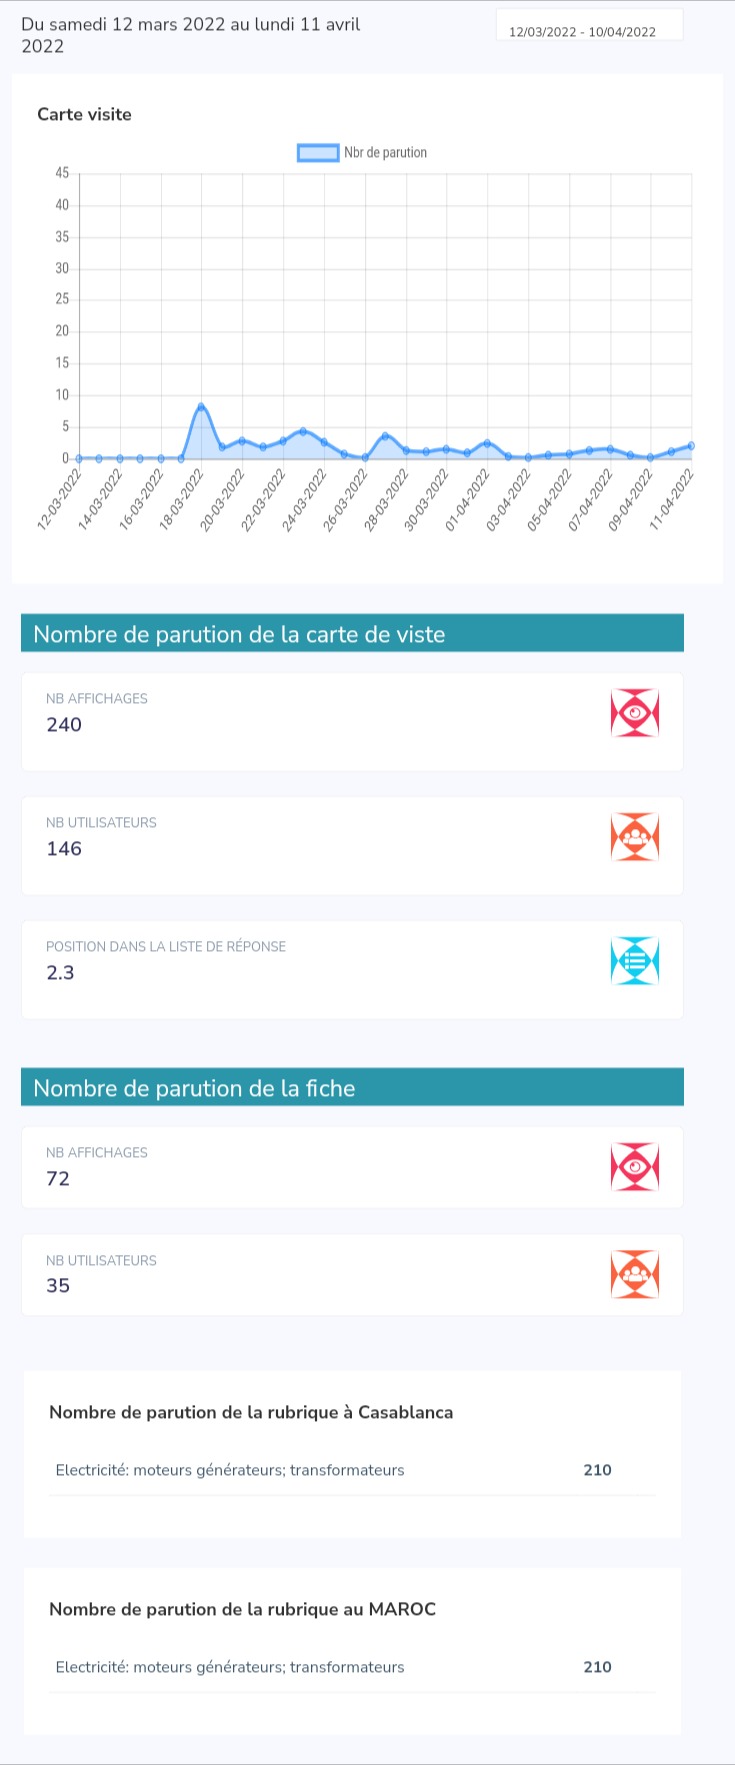 Du samedi 12 mars 2022 au lundi 11 avril
2022
12/03/2022 - 10/04/2022
Carte visite
Nbr de parution
45
40
35
30
25
20
15
10
5
0
12-03-2022
14-03-2022
16-03-2022
18-03-2022
20-03-2022
22-03-2022
24-03-2022
26-03-2022
28-03-2022
30-03-2022
01-04-2022
03-04-2022
05-04-2022
07-04-2022
09-04-2022
11-04-2022
Nombre de parution de la carte de viste
NB AFFICHAGES
240
NB UTILISATEURS
146
POSITION DANS LA LISTE DE RÉPONSE
2.3
Nombre de parution de la fiche
NB AFFICHAGES
72
NB UTILISATEURS
35
Nombre de parution de la rubrique à Casablanca
Electricité: moteurs générateurs; transformateurs 210
Nombre de parution de la rubrique au MAROC
Electricité: moteurs générateurs; transformateurs 210